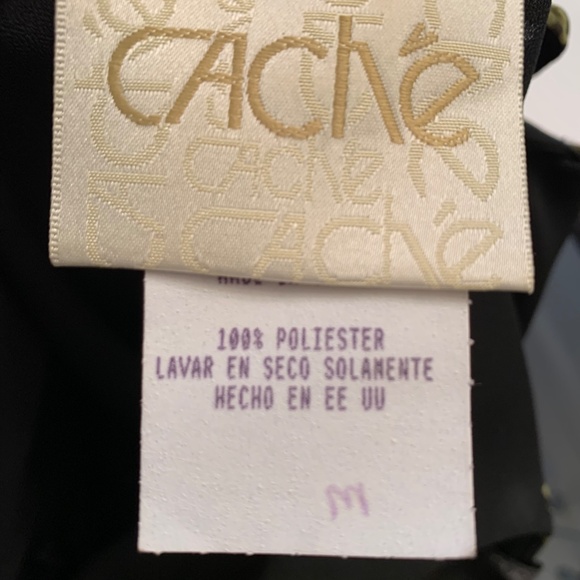 caché
caché
caché
100% POLIESTER
LAVAR EN SECO SOLAMENTE
HECHO EN EE UU
M